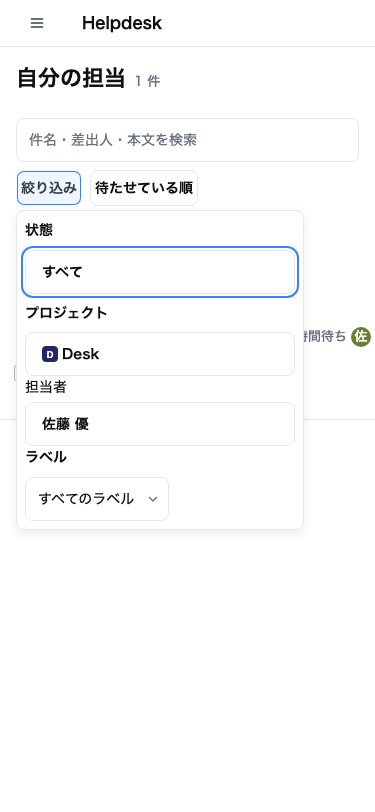 Helpdesk
自分の担当 1 件
件名・差出人・本文を検索
絞り込み 待たせている順
状態
すべて
プロジェクト
間待ち 佐
D Desk
担当者
佐藤 優
ラベル
すべてのラベル